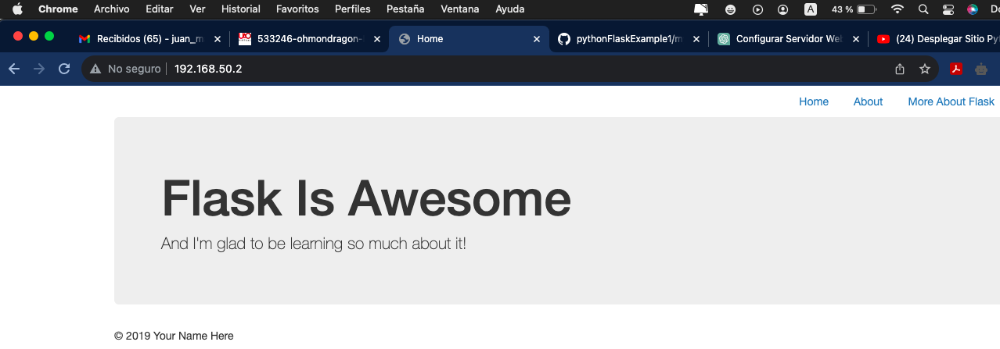 Chrome Archivo Editar Ver Historial Favoritos Perfiles Pestaña Ventana Ayuda A 43 %
Recibidos (65) - juan_m 533246-ohmondragon- Home pythonFlaskExample1/m Configurar Servidor Web (24) Desplegar Sitio Py
No seguro 192.168.50.2
Home About More About Flask
Flask Is Awesome
And I'm glad to be learning so much about it!
© 2019 Your Name Here